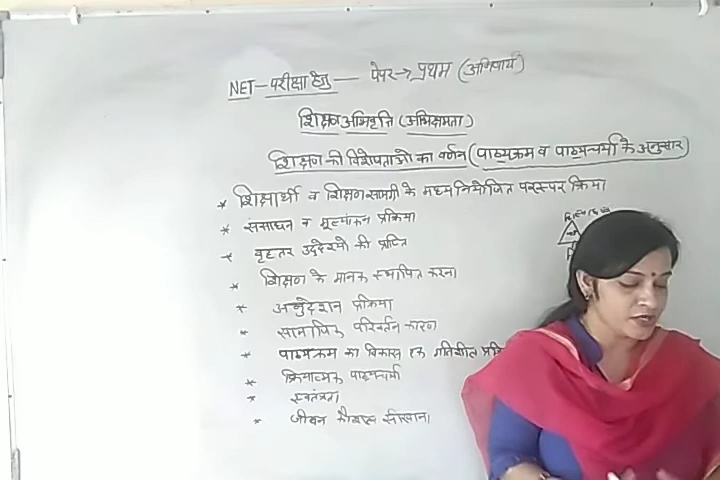 NET - परीक्षा हेतु — पेपर → प्रथम (अनिवार्य)
शिक्षण अभिवृत्ति (अभिक्षमता)
शिक्षण की विशेषताओं का वर्णन (पाठ्यक्रम व पाठ्यचर्या के अनुसार)
* शिक्षार्थी व शिक्षण सामग्री के मध्य नियोजित परस्पर क्रिया
* संसाधन व मूल्यांकन प्रक्रिया
* वृहत्तर उद्देश्यों की प्राप्ति
* शिक्षण के मानक स्थापित करना
* अनुदेशन प्रक्रिया
* सामाजिक परिवर्तन कारण
* पाठ्यक्रम का विकास एक गतिशील
* क्रियात्मक पाठ्यचर्या
* स्वतंत्रता
* जीवन कौशल सीखाना